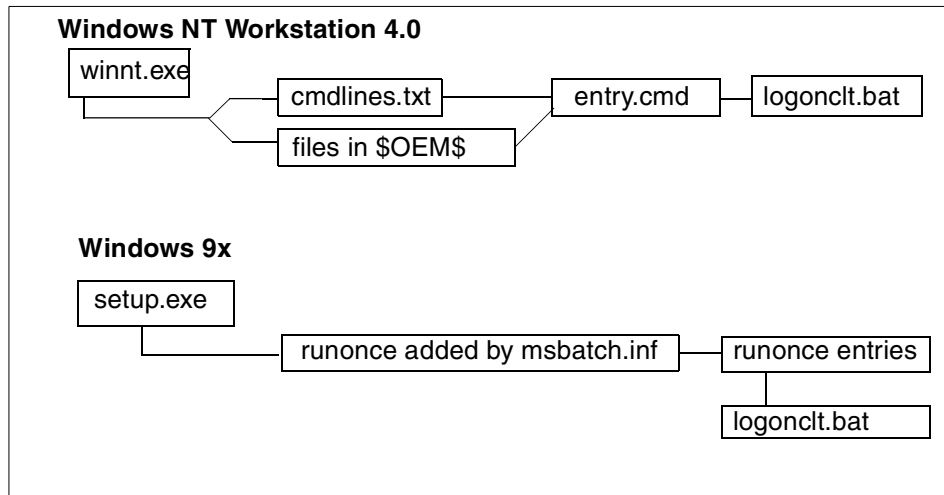 Windows NT Workstation 4.0
winnt.exe
cmdlines.txt
entry.cmd
logonclt.bat
files in $OEM$
Windows 9x
setup.exe
runonce added by msbatch.inf
runonce entries
logonclt.bat